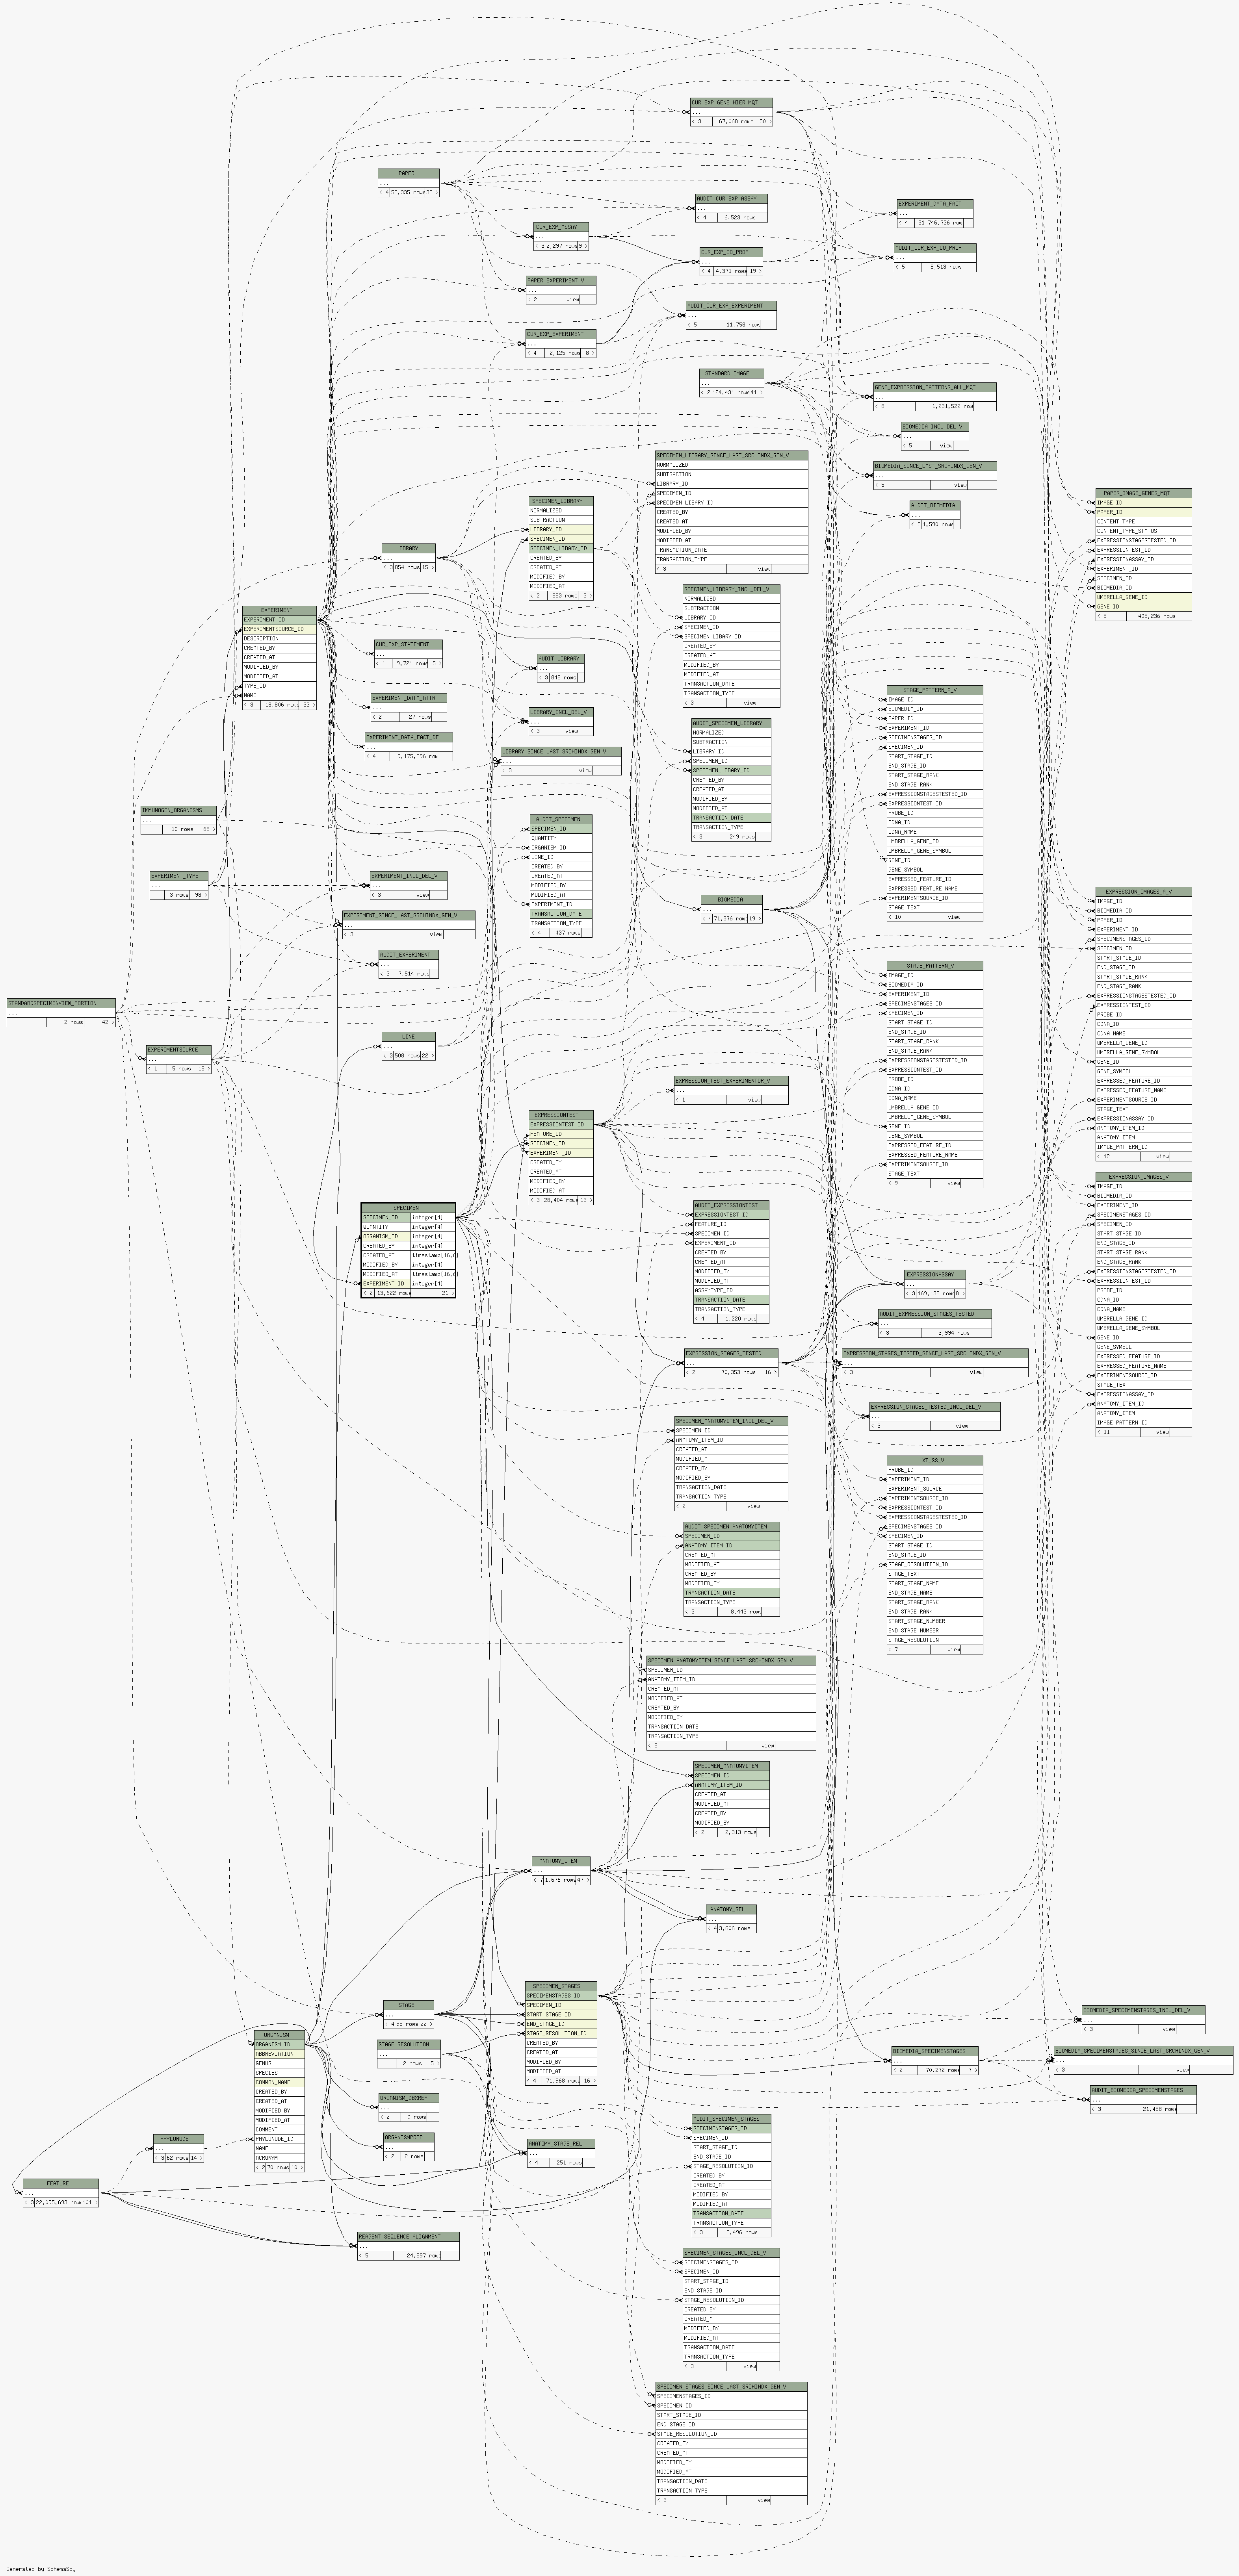 CUR_EXP_GENE_HIER_MQT
...
< 3 67,068 rows 30 >
PAPER
...
< 4 53,335 rows 38 >
AUDIT_CUR_EXP_ASSAY
...
< 4 6,523 rows
EXPERIMENT_DATA_FACT
...
< 4 31,746,736 row
CUR_EXP_ASSAY
...
< 3 2,297 rows 9 >
AUDIT_CUR_EXP_CO_PROP
...
< 5 5,513 rows
CUR_EXP_CO_PROP
...
< 4 4,371 rows 19 >
PAPER_EXPERIMENT_V
...
< 2 view
AUDIT_CUR_EXP_EXPERIMENT
...
< 5 11,758 rows
CUR_EXP_EXPERIMENT
...
< 4 2,125 rows 8 >
STANDARD_IMAGE
...
< 2 124,431 rows 41 >
GENE_EXPRESSION_PATTERNS_ALL_MQT
...
< 8 1,231,522 row
BIOMEDIA_INCL_DEL_V
...
< 5 view
BIOMEDIA_SINCE_LAST_SRCHINDX_GEN_V
...
< 5 view
AUDIT_BIOMEDIA
...
< 5 1,590 rows
SPECIMEN_LIBRARY_SINCE_LAST_SRCHINDX_GEN_V
NORMALIZED
SUBTRACTION
LIBRARY_ID
SPECIMEN_ID
SPECIMEN_LIBARY_ID
CREATED_BY
CREATED_AT
MODIFIED_BY
MODIFIED_AT
TRANSACTION_DATE
TRANSACTION_TYPE
< 3 view
PAPER_IMAGE_GENES_MQT
IMAGE_ID
PAPER_ID
CONTENT_TYPE
CONTENT_TYPE_STATUS
EXPRESSIONSTAGESTESTED_ID
EXPRESSIONTEST_ID
EXPRESSIONASSAY_ID
EXPERIMENT_ID
SPECIMEN_ID
BIOMEDIA_ID
UMBRELLA_GENE_ID
GENE_ID
< 9 409,236 rows
SPECIMEN_LIBRARY
NORMALIZED
SUBTRACTION
LIBRARY_ID
SPECIMEN_ID
SPECIMEN_LIBARY_ID
CREATED_BY
CREATED_AT
MODIFIED_BY
MODIFIED_AT
< 2 853 rows 3 >
LIBRARY
...
< 3 854 rows 15 >
EXPERIMENT
EXPERIMENT_ID
EXPERIMENTSOURCE_ID
DESCRIPTION
CREATED_BY
CREATED_AT
MODIFIED_BY
MODIFIED_AT
TYPE_ID
NAME
< 3 18,806 rows 33 >
SPECIMEN_LIBRARY_INCL_DEL_V
NORMALIZED
SUBTRACTION
LIBRARY_ID
SPECIMEN_ID
SPECIMEN_LIBARY_ID
CREATED_BY
CREATED_AT
MODIFIED_BY
MODIFIED_AT
TRANSACTION_DATE
TRANSACTION_TYPE
< 3 view
CUR_EXP_STATEMENT
...
< 1 9,721 rows 5 >
AUDIT_LIBRARY
...
< 3 845 rows
EXPERIMENT_DATA_ATTR
...
< 2 27 rows
LIBRARY_INCL_DEL_V
...
< 3 view
EXPERIMENT_DATA_FACT_DE
...
< 4 9,175,396 row
LIBRARY_SINCE_LAST_SRCHINDX_GEN_V
...
< 3 view
AUDIT_SPECIMEN_LIBRARY
NORMALIZED
SUBTRACTION
LIBRARY_ID
SPECIMEN_ID
SPECIMEN_LIBARY_ID
CREATED_BY
CREATED_AT
MODIFIED_BY
MODIFIED_AT
TRANSACTION_DATE
TRANSACTION_TYPE
< 3 249 rows
STAGE_PATTERN_A_V
IMAGE_ID
BIOMEDIA_ID
PAPER_ID
EXPERIMENT_ID
SPECIMENSTAGES_ID
SPECIMEN_ID
START_STAGE_ID
END_STAGE_ID
START_STAGE_RANK
END_STAGE_RANK
EXPRESSIONSTAGESTESTED_ID
EXPRESSIONTEST_ID
PROBE_ID
CDNA_ID
CDNA_NAME
UMBRELLA_GENE_ID
UMBRELLA_GENE_SYMBOL
GENE_ID
GENE_SYMBOL
EXPRESSED_FEATURE_ID
EXPRESSED_FEATURE_NAME
EXPERIMENTSOURCE_ID
STAGE_TEXT
< 10 view
IMMUNOGEN_ORGANISMS
...
10 rows 68 >
AUDIT_SPECIMEN
SPECIMEN_ID
QUANTITY
ORGANISM_ID
LINE_ID
CREATED_BY
CREATED_AT
MODIFIED_BY
MODIFIED_AT
EXPERIMENT_ID
TRANSACTION_DATE
TRANSACTION_TYPE
< 4 437 rows
EXPERIMENT_TYPE
...
3 rows 98 >
EXPERIMENT_INCL_DEL_V
...
< 3 view
EXPERIMENT_SINCE_LAST_SRCHINDX_GEN_V
...
< 3 view
AUDIT_EXPERIMENT
...
< 3 7,514 rows
BIOMEDIA
...
< 4 71,376 rows 19 >
EXPRESSION_IMAGES_A_V
IMAGE_ID
BIOMEDIA_ID
PAPER_ID
EXPERIMENT_ID
SPECIMENSTAGES_ID
SPECIMEN_ID
START_STAGE_ID
END_STAGE_ID
START_STAGE_RANK
END_STAGE_RANK
EXPRESSIONSTAGESTESTED_ID
EXPRESSIONTEST_ID
PROBE_ID
CDNA_ID
CDNA_NAME
UMBRELLA_GENE_ID
UMBRELLA_GENE_SYMBOL
GENE_ID
GENE_SYMBOL
EXPRESSED_FEATURE_ID
EXPRESSED_FEATURE_NAME
EXPERIMENTSOURCE_ID
STAGE_TEXT
EXPRESSIONASSAY_ID
ANATOMY_ITEM_ID
ANATOMY_ITEM
IMAGE_PATTERN_ID
< 12 view
STAGE_PATTERN_V
IMAGE_ID
BIOMEDIA_ID
EXPERIMENT_ID
SPECIMENSTAGES_ID
SPECIMEN_ID
START_STAGE_ID
END_STAGE_ID
START_STAGE_RANK
END_STAGE_RANK
EXPRESSIONSTAGESTESTED_ID
EXPRESSIONTEST_ID
PROBE_ID
CDNA_ID
CDNA_NAME
UMBRELLA_GENE_ID
UMBRELLA_GENE_SYMBOL
GENE_ID
GENE_SYMBOL
EXPRESSED_FEATURE_ID
EXPRESSED_FEATURE_NAME
EXPERIMENTSOURCE_ID
STAGE_TEXT
< 9 view
STANDARDSPECIMENVIEW_PORTION
...
2 rows 42 >
EXPERIMENTSOURCE
...
< 1 5 rows 15 >
LINE
...
< 3 508 rows 22 >
EXPRESSION_TEST_EXPERIMENTOR_V
...
< 1 view
EXPRESSIONTEST
EXPRESSIONTEST_ID
FEATURE_ID
SPECIMEN_ID
EXPERIMENT_ID
CREATED_BY
CREATED_AT
MODIFIED_BY
MODIFIED_AT
< 3 28,404 rows 13 >
SPECIMEN
SPECIMEN_ID integer[4]
QUANTITY integer[4]
ORGANISM_ID integer[4]
CREATED_BY integer[4]
CREATED_AT timestamp[16,6]
MODIFIED_BY integer[4]
MODIFIED_AT timestamp[16,6]
EXPERIMENT_ID integer[4]
< 2 13,622 rows 21 >
AUDIT_EXPRESSIONTEST
EXPRESSIONTEST_ID
FEATURE_ID
SPECIMEN_ID
EXPERIMENT_ID
CREATED_BY
CREATED_AT
MODIFIED_BY
MODIFIED_AT
ASSAYTYPE_ID
TRANSACTION_DATE
TRANSACTION_TYPE
< 4 1,220 rows
EXPRESSION_IMAGES_V
IMAGE_ID
BIOMEDIA_ID
EXPERIMENT_ID
SPECIMENSTAGES_ID
SPECIMEN_ID
START_STAGE_ID
END_STAGE_ID
START_STAGE_RANK
END_STAGE_RANK
EXPRESSIONSTAGESTESTED_ID
EXPRESSIONTEST_ID
PROBE_ID
CDNA_ID
CDNA_NAME
UMBRELLA_GENE_ID
UMBRELLA_GENE_SYMBOL
GENE_ID
GENE_SYMBOL
EXPRESSED_FEATURE_ID
EXPRESSED_FEATURE_NAME
EXPERIMENTSOURCE_ID
STAGE_TEXT
EXPRESSIONASSAY_ID
ANATOMY_ITEM_ID
ANATOMY_ITEM
IMAGE_PATTERN_ID
< 11 view
EXPRESSIONASSAY
...
< 3 169,135 rows 8 >
AUDIT_EXPRESSION_STAGES_TESTED
...
< 3 3,994 rows
EXPRESSION_STAGES_TESTED
...
< 2 70,353 rows 16 >
EXPRESSION_STAGES_TESTED_SINCE_LAST_SRCHINDX_GEN_V
...
< 3 view
EXPRESSION_STAGES_TESTED_INCL_DEL_V
...
< 3 view
SPECIMEN_ANATOMYITEM_INCL_DEL_V
SPECIMEN_ID
ANATOMY_ITEM_ID
CREATED_AT
MODIFIED_AT
CREATED_BY
MODIFIED_BY
TRANSACTION_DATE
TRANSACTION_TYPE
< 2 view
XT_SS_V
PROBE_ID
EXPERIMENT_ID
EXPERIMENT_SOURCE
EXPERIMENTSOURCE_ID
EXPRESSIONTEST_ID
EXPRESSIONSTAGESTESTED_ID
SPECIMENSTAGES_ID
SPECIMEN_ID
START_STAGE_ID
END_STAGE_ID
STAGE_RESOLUTION_ID
STAGE_TEXT
START_STAGE_NAME
END_STAGE_NAME
START_STAGE_RANK
END_STAGE_RANK
START_STAGE_NUMBER
END_STAGE_NUMBER
STAGE_RESOLUTION
< 7 view
AUDIT_SPECIMEN_ANATOMYITEM
SPECIMEN_ID
ANATOMY_ITEM_ID
CREATED_AT
MODIFIED_AT
CREATED_BY
MODIFIED_BY
TRANSACTION_DATE
TRANSACTION_TYPE
< 2 8,443 rows
SPECIMEN_ANATOMYITEM_SINCE_LAST_SRCHINDX_GEN_V
SPECIMEN_ID
ANATOMY_ITEM_ID
CREATED_AT
MODIFIED_AT
CREATED_BY
MODIFIED_BY
TRANSACTION_DATE
TRANSACTION_TYPE
< 2 view
SPECIMEN_ANATOMYITEM
SPECIMEN_ID
ANATOMY_ITEM_ID
CREATED_AT
MODIFIED_AT
CREATED_BY
MODIFIED_BY
< 2 2,313 rows
ANATOMY_ITEM
...
< 7 1,676 rows 47 >
ANATOMY_REL
...
< 4 3,606 rows
SPECIMEN_STAGES
SPECIMENSTAGES_ID
SPECIMEN_ID
START_STAGE_ID
END_STAGE_ID
STAGE_RESOLUTION_ID
CREATED_BY
CREATED_AT
MODIFIED_BY
MODIFIED_AT
< 4 71,968 rows 16 >
STAGE
...
< 4 98 rows 22 >
BIOMEDIA_SPECIMENSTAGES_INCL_DEL_V
...
< 3 view
ORGANISM
ORGANISM_ID
ABBREVIATION
GENUS
SPECIES
COMMON_NAME
CREATED_BY
CREATED_AT
MODIFIED_BY
MODIFIED_AT
COMMENT
PHYLONODE_ID
NAME
ACRONYM
< 2 70 rows 10 >
STAGE_RESOLUTION
...
2 rows 5 >
BIOMEDIA_SPECIMENSTAGES
...
< 2 70,272 rows 7 >
BIOMEDIA_SPECIMENSTAGES_SINCE_LAST_SRCHINDX_GEN_V
...
< 3 view
AUDIT_BIOMEDIA_SPECIMENSTAGES
...
< 3 21,498 rows
ORGANISM_DBXREF
...
< 2 0 rows
AUDIT_SPECIMEN_STAGES
SPECIMENSTAGES_ID
SPECIMEN_ID
START_STAGE_ID
END_STAGE_ID
STAGE_RESOLUTION_ID
CREATED_BY
CREATED_AT
MODIFIED_BY
MODIFIED_AT
TRANSACTION_DATE
TRANSACTION_TYPE
< 3 8,496 rows
PHYLONODE
...
< 3 62 rows 14 >
ORGANISMPROP
...
< 2 2 rows
ANATOMY_STAGE_REL
...
< 4 251 rows
FEATURE
...
< 3 22,095,693 row 101 >
REAGENT_SEQUENCE_ALIGNMENT
...
< 5 24,597 rows
SPECIMEN_STAGES_INCL_DEL_V
SPECIMENSTAGES_ID
SPECIMEN_ID
START_STAGE_ID
END_STAGE_ID
STAGE_RESOLUTION_ID
CREATED_BY
CREATED_AT
MODIFIED_BY
MODIFIED_AT
TRANSACTION_DATE
TRANSACTION_TYPE
< 3 view
SPECIMEN_STAGES_SINCE_LAST_SRCHINDX_GEN_V
SPECIMENSTAGES_ID
SPECIMEN_ID
START_STAGE_ID
END_STAGE_ID
STAGE_RESOLUTION_ID
CREATED_BY
CREATED_AT
MODIFIED_BY
MODIFIED_AT
TRANSACTION_DATE
TRANSACTION_TYPE
< 3 view
Generated by SchemaSpy